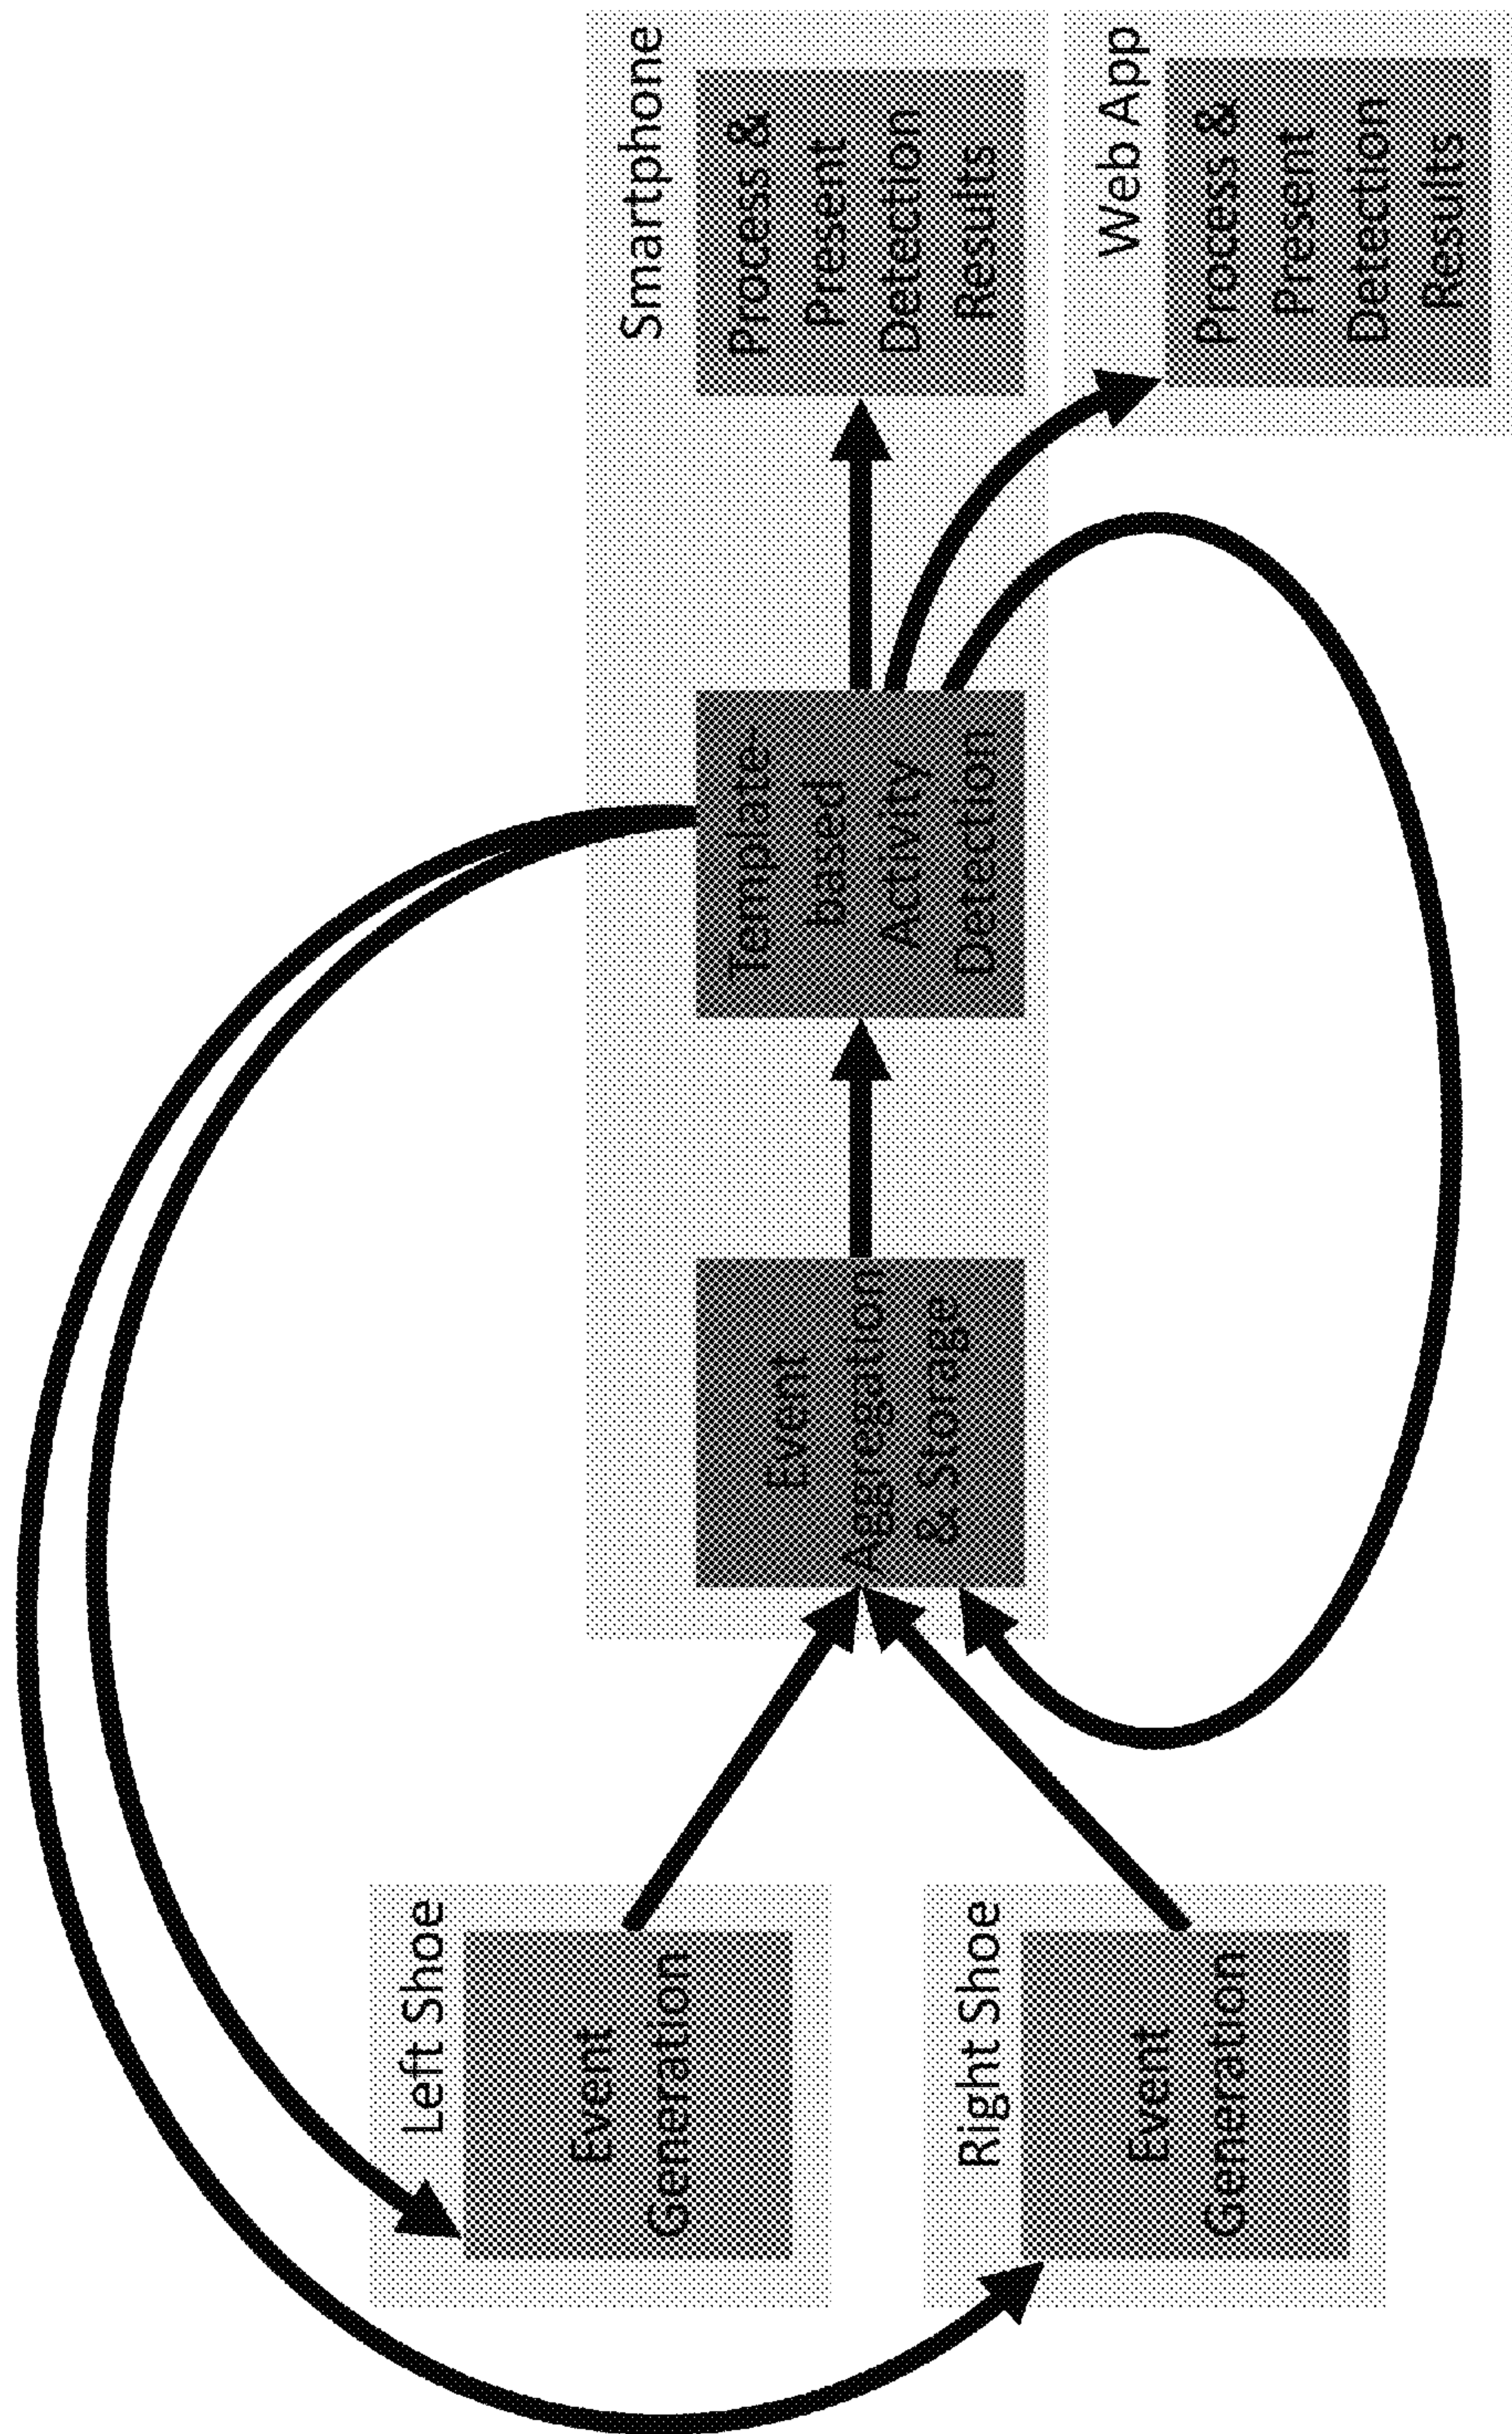 Left Shoe
Event
Generation
Right Shoe
Event
Generation
Event
Aggregation
& Storage
Template-
based
Activity
Detection
Smartphone
Process &
Present
Detection
Results
Web App
Process &
Present
Detection
Results